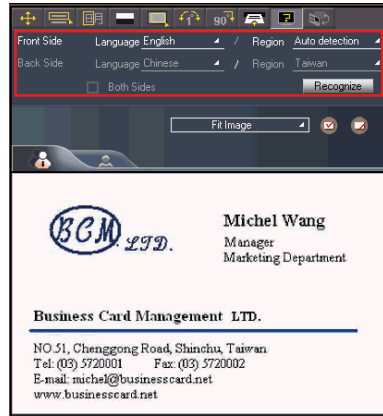 90°
Front Side Language English / Region Auto detection
Back Side Language Chinese / Region Taiwan
Both Sides Recognize
Fit Image
BCM LTD.
Michel Wang
Manager
Marketing Department
Business Card Management LTD.
NO.51, Chenggong Road, Shinchu, Taiwan
Tel: (03) 5720001 Fax: (03) 5720002
E-mail: michel@businesscard.net
www.businesscard.net